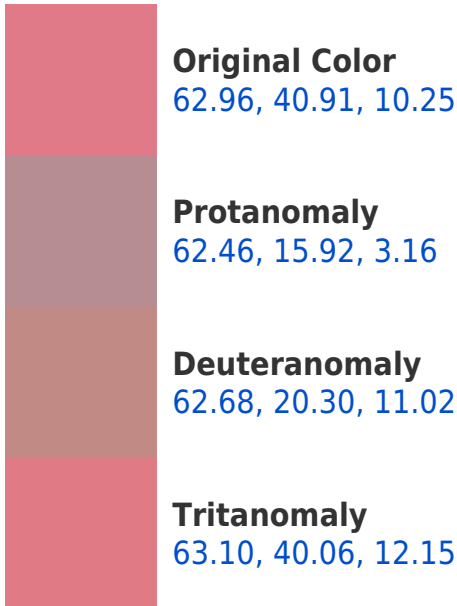 Original Color
62.96, 40.91, 10.25
Protanomaly
62.46, 15.92, 3.16
Deuteranomaly
62.68, 20.30, 11.02
Tritanomaly
63.10, 40.06, 12.15